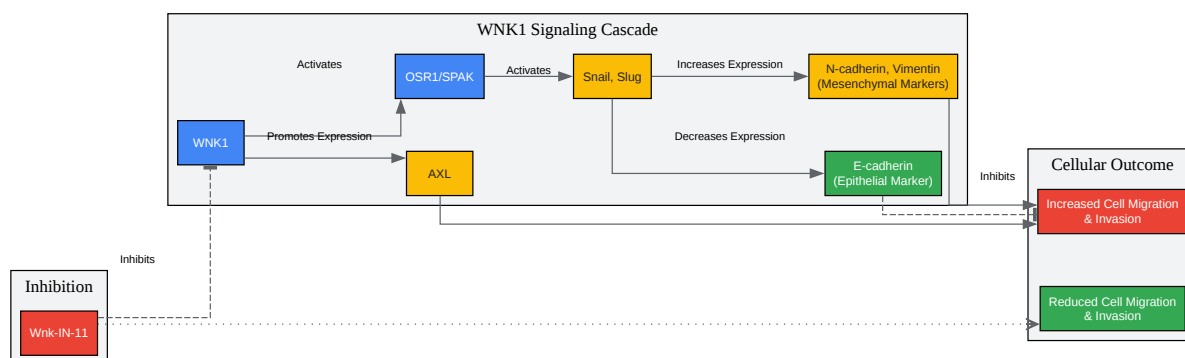 WNK1 Signaling Cascade
Activates
OSR1/SPAK
Activates
Snail, Slug
Increases Expression
N-cadherin, Vimentin
(Mesenchymal Markers)
WNK1
Promotes Expression
Decreases Expression
AXL
E-cadherin
(Epithelial Marker)
Inhibits
Cellular Outcome
Increased Cell Migration
& Invasion
Inhibits
Inhibition
Wnk-IN-11
Reduced Cell Migration
& Invasion